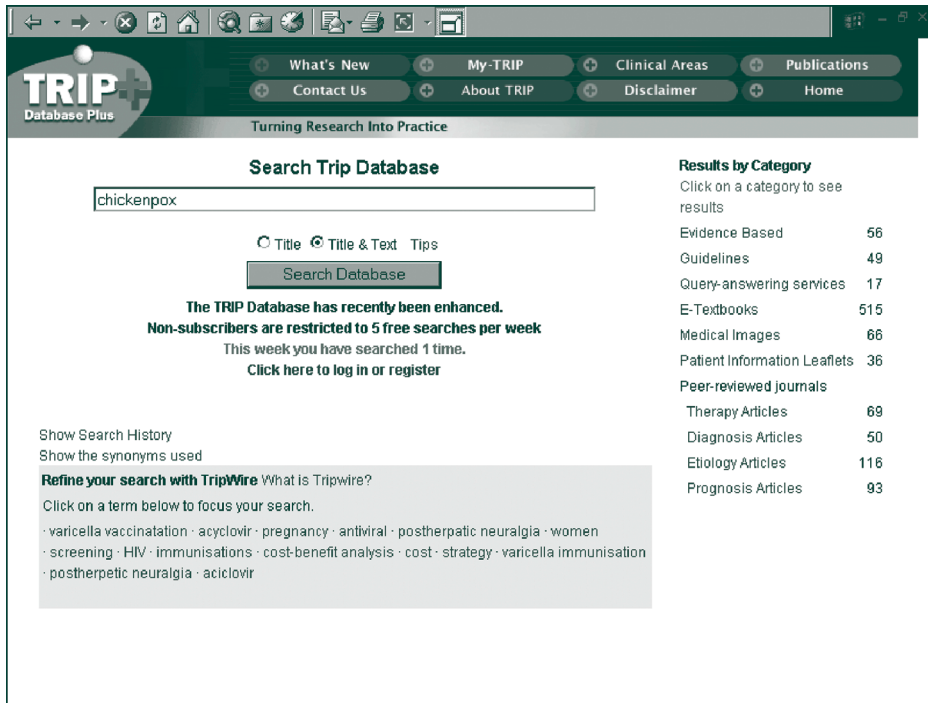 What's New
My-TRIP
Clinical Areas
Publications
TRIP
Database Plus
Contact Us
About TRIP
Disclaimer
Home
Turning Research Into Practice
Search Trip Database
chickenpox
Title Title & Text Tips
Search Database
The TRIP Database has recently been enhanced.
Non-subscribers are restricted to 5 free searches per week
This week you have searched 1 time.
Click here to log in or register
Show Search History
Show the synonyms used
Refine your search with TripWire What is Tripwire?
Click on a term below to focus your search.
· varicella vaccinatation · acyclovir · pregnancy · antiviral · postherpatic neuralgia · women
· screening · HIV · immunisations · cost-benefit analysis · cost · strategy · varicella immunisation
· postherpetic neuralgia · aciclovir
Results by Category
Click on a category to see
results
Evidence Based 56
Guidelines 49
Query-answering services 17
E-Textbooks 515
Medical Images 66
Patient Information Leaflets 36
Peer-reviewed journals
Therapy Articles 69
Diagnosis Articles 50
Etiology Articles 116
Prognosis Articles 93